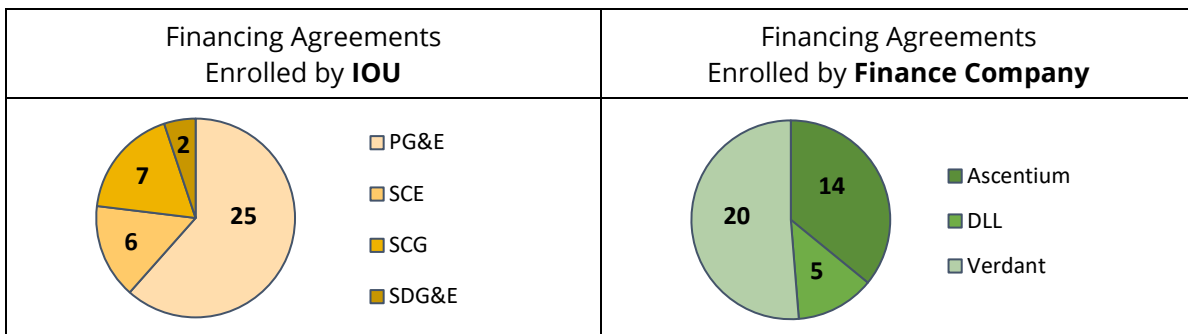 Financing Agreements
Enrolled by IOU
Financing Agreements
Enrolled by Finance Company
2
7
6
25
PG&E
SCE
SCG
SDG&E
14
20
5
Ascentium
DLL
Verdant